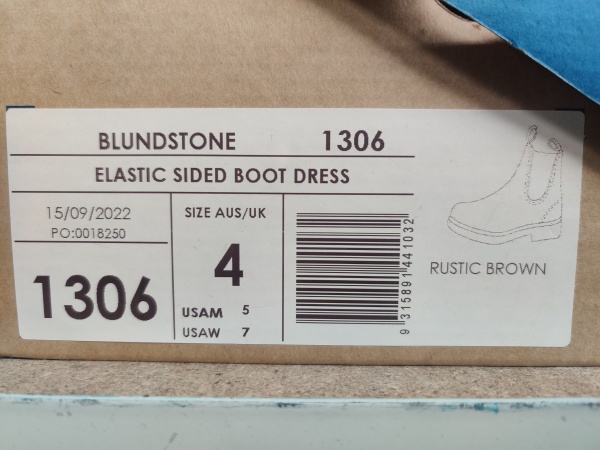 BLUNDSTONE 1306
ELASTIC SIDED BOOT DRESS
15/09/2022
PO:0018250
1306
SIZE AUS/UK
4
USAM 5
USAW 7
9 315891 441032
RUSTIC BROWN